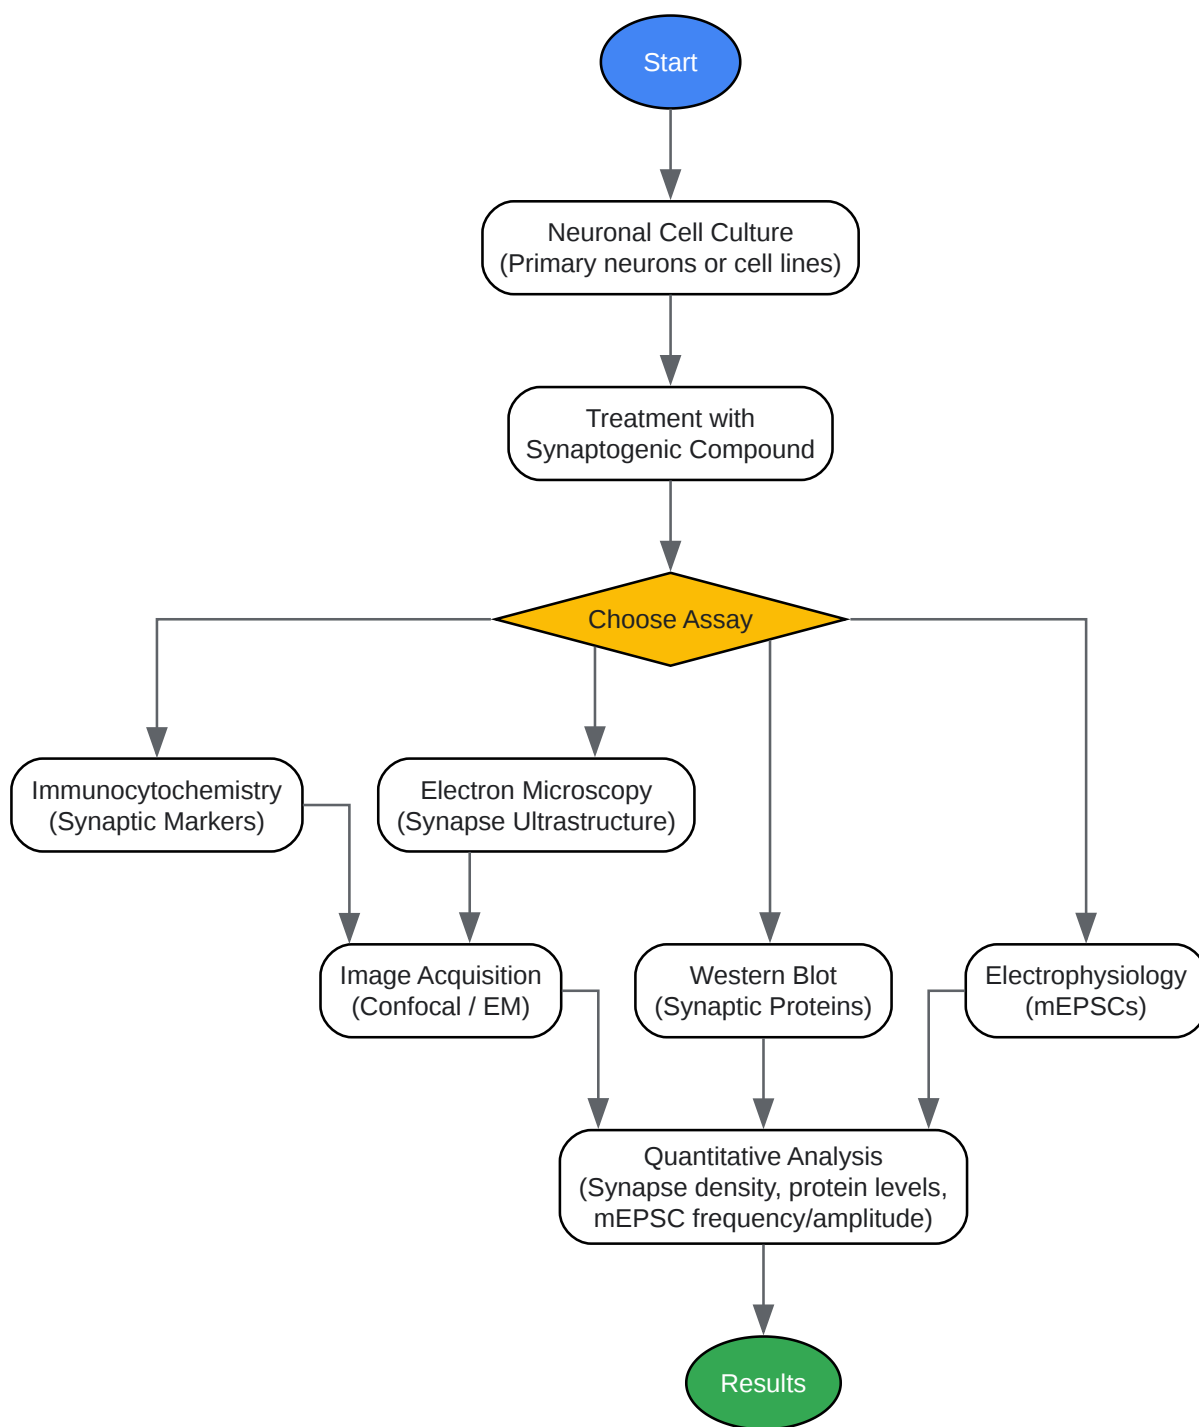 Start
Neuronal Cell Culture
(Primary neurons or cell lines)
Treatment with
Synaptogenic Compound
Choose Assay
Immunocytochemistry
(Synaptic Markers)
Electron Microscopy
(Synapse Ultrastructure)
Image Acquisition
(Confocal / EM)
Western Blot
(Synaptic Proteins)
Electrophysiology
(mEPSCs)
Quantitative Analysis
(Synapse density, protein levels,
mEPSC frequency/amplitude)
Results